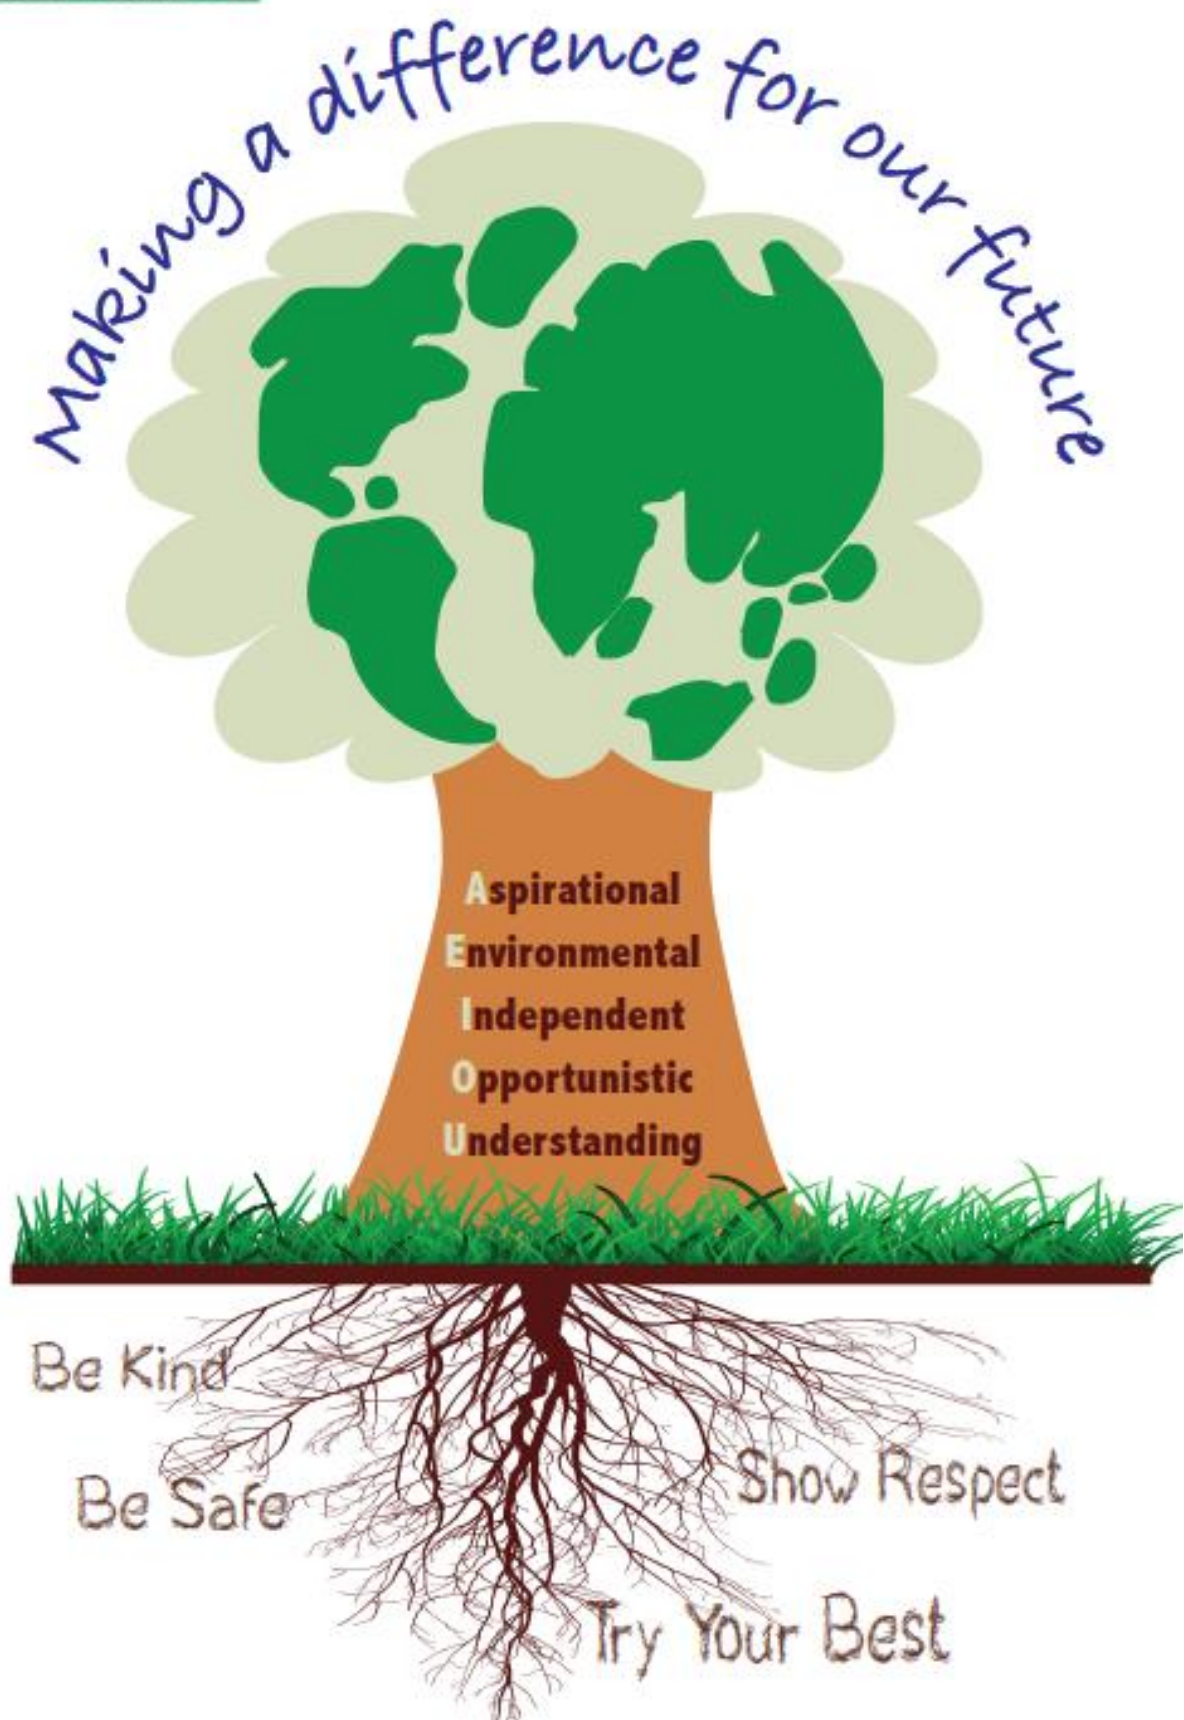 Making a difference for our future
Aspirational
Environmental
Independent
Opportunistic
Understanding
Be Kind
Be Safe
Show Respect
Try Your Best